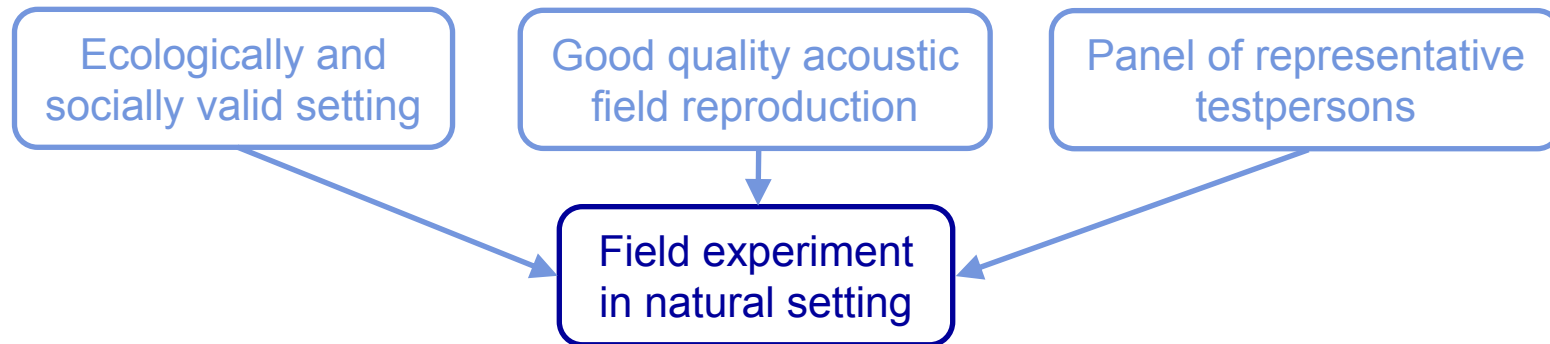 Ecologically and
socially valid setting
Good quality acoustic
field reproduction
Panel of representative
testpersons
Field experiment
in natural setting